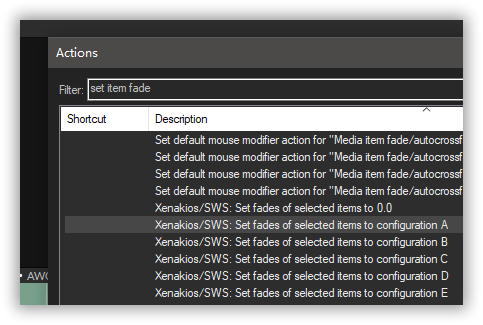 Actions
Filter: set item fade
Shortcut Description
Set default mouse modifier action for "Media item fade/autocrossf
Set default mouse modifier action for "Media item fade/autocrossf
Set default mouse modifier action for "Media item fade/autocrossf
Set default mouse modifier action for "Media item fade/autocrossf
Xenakios/SWS: Set fades of selected items to 0.0
Xenakios/SWS: Set fades of selected items to configuration A
Xenakios/SWS: Set fades of selected items to configuration B
Xenakios/SWS: Set fades of selected items to configuration C
Xenakios/SWS: Set fades of selected items to configuration D
Xenakios/SWS: Set fades of selected items to configuration E